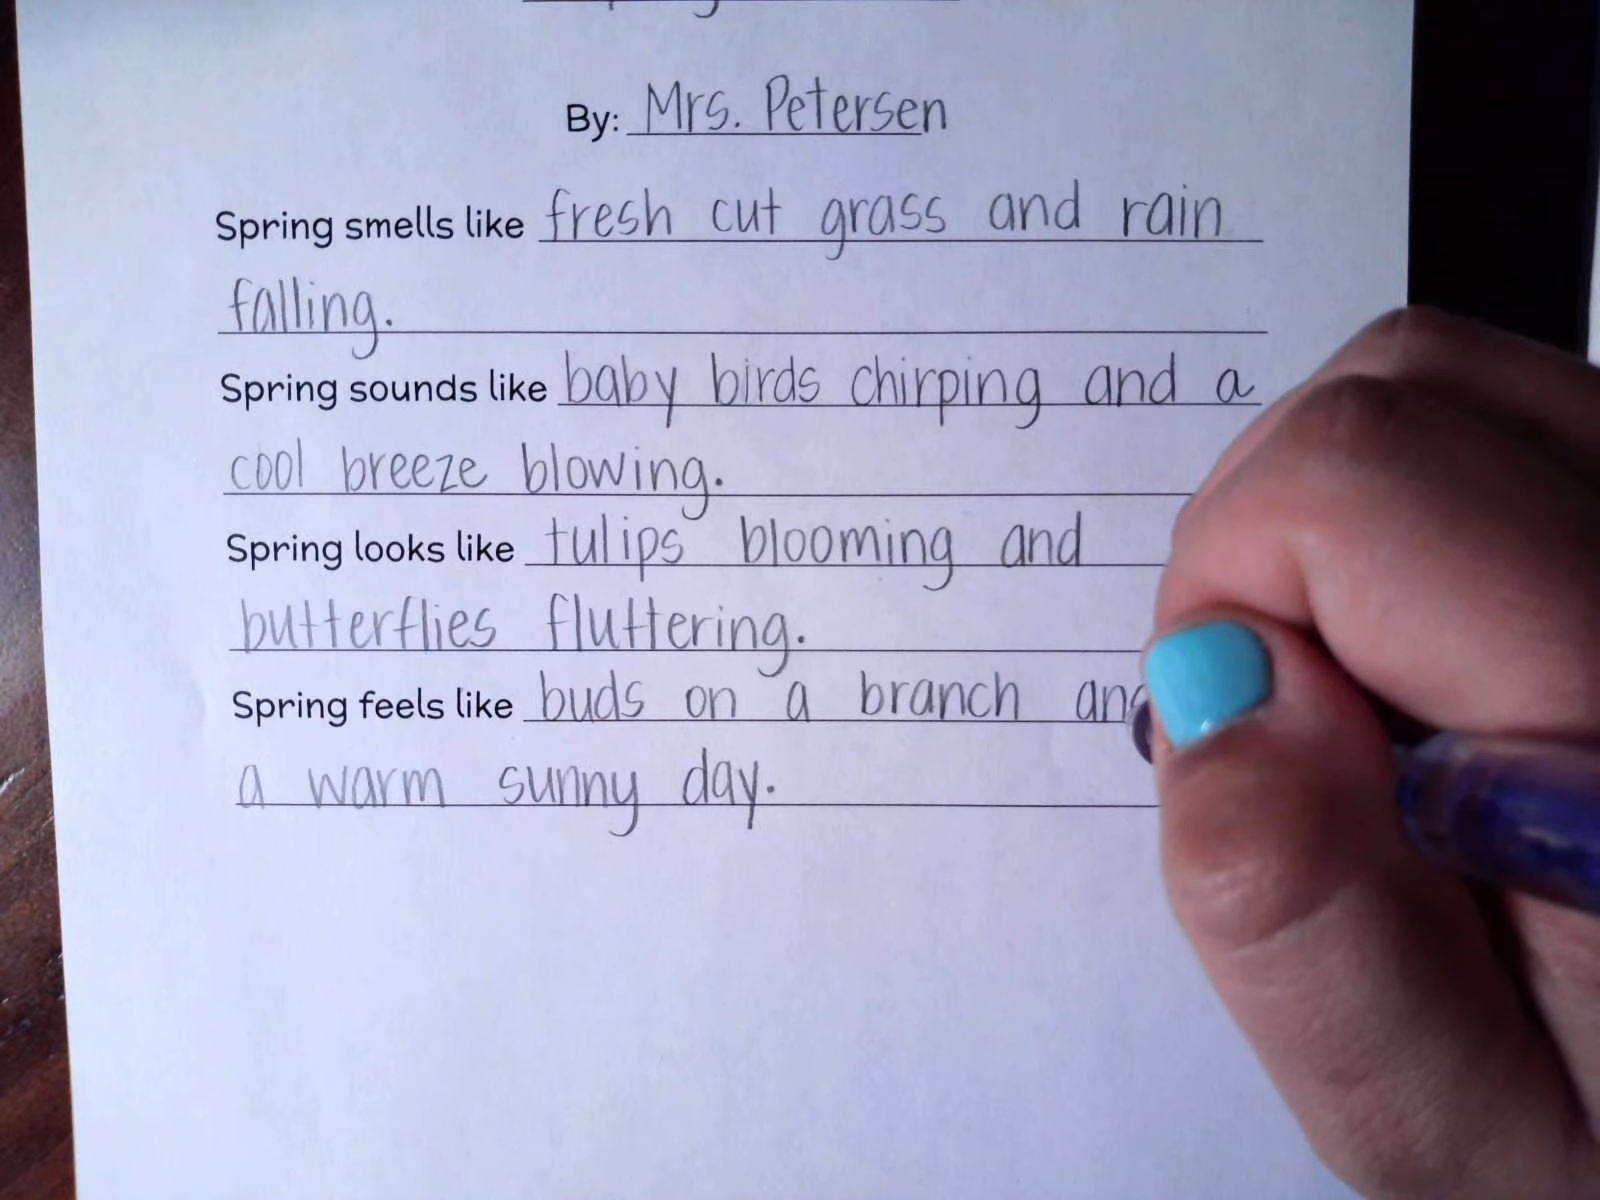 By: Mrs. Petersen
Spring smells like fresh cut grass and rain
falling.
Spring sounds like baby birds chirping and a
cool breeze blowing.
Spring looks like tulips blooming and
butterflies fluttering.
Spring feels like buds on a branch
a warm sunny day.